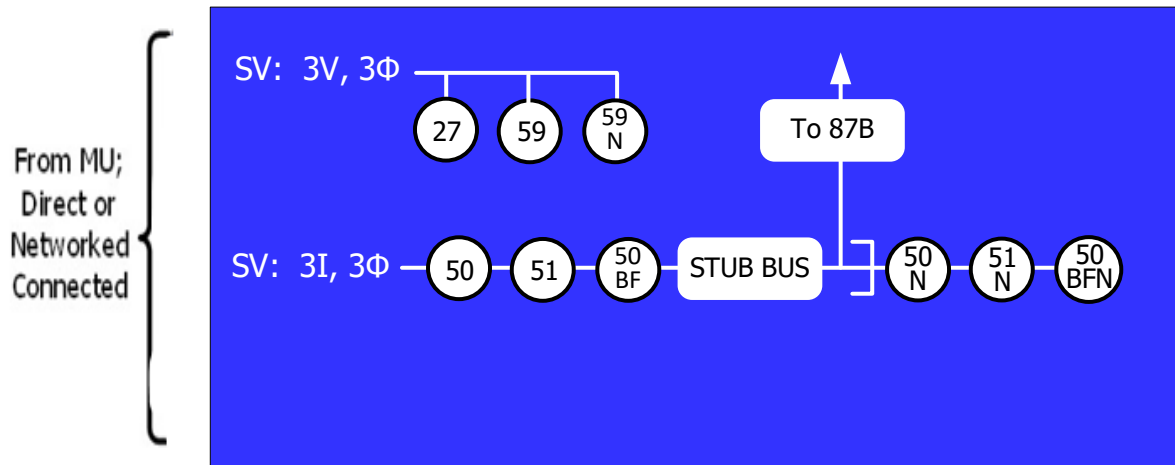 From MU;
Direct or
Networked
Connected
SV: 3V, 3Φ
27
59
59
N
To 87B
SV: 3I, 3Φ
50
51
50
BF
STUB BUS
50
N
51
N
50
BFN